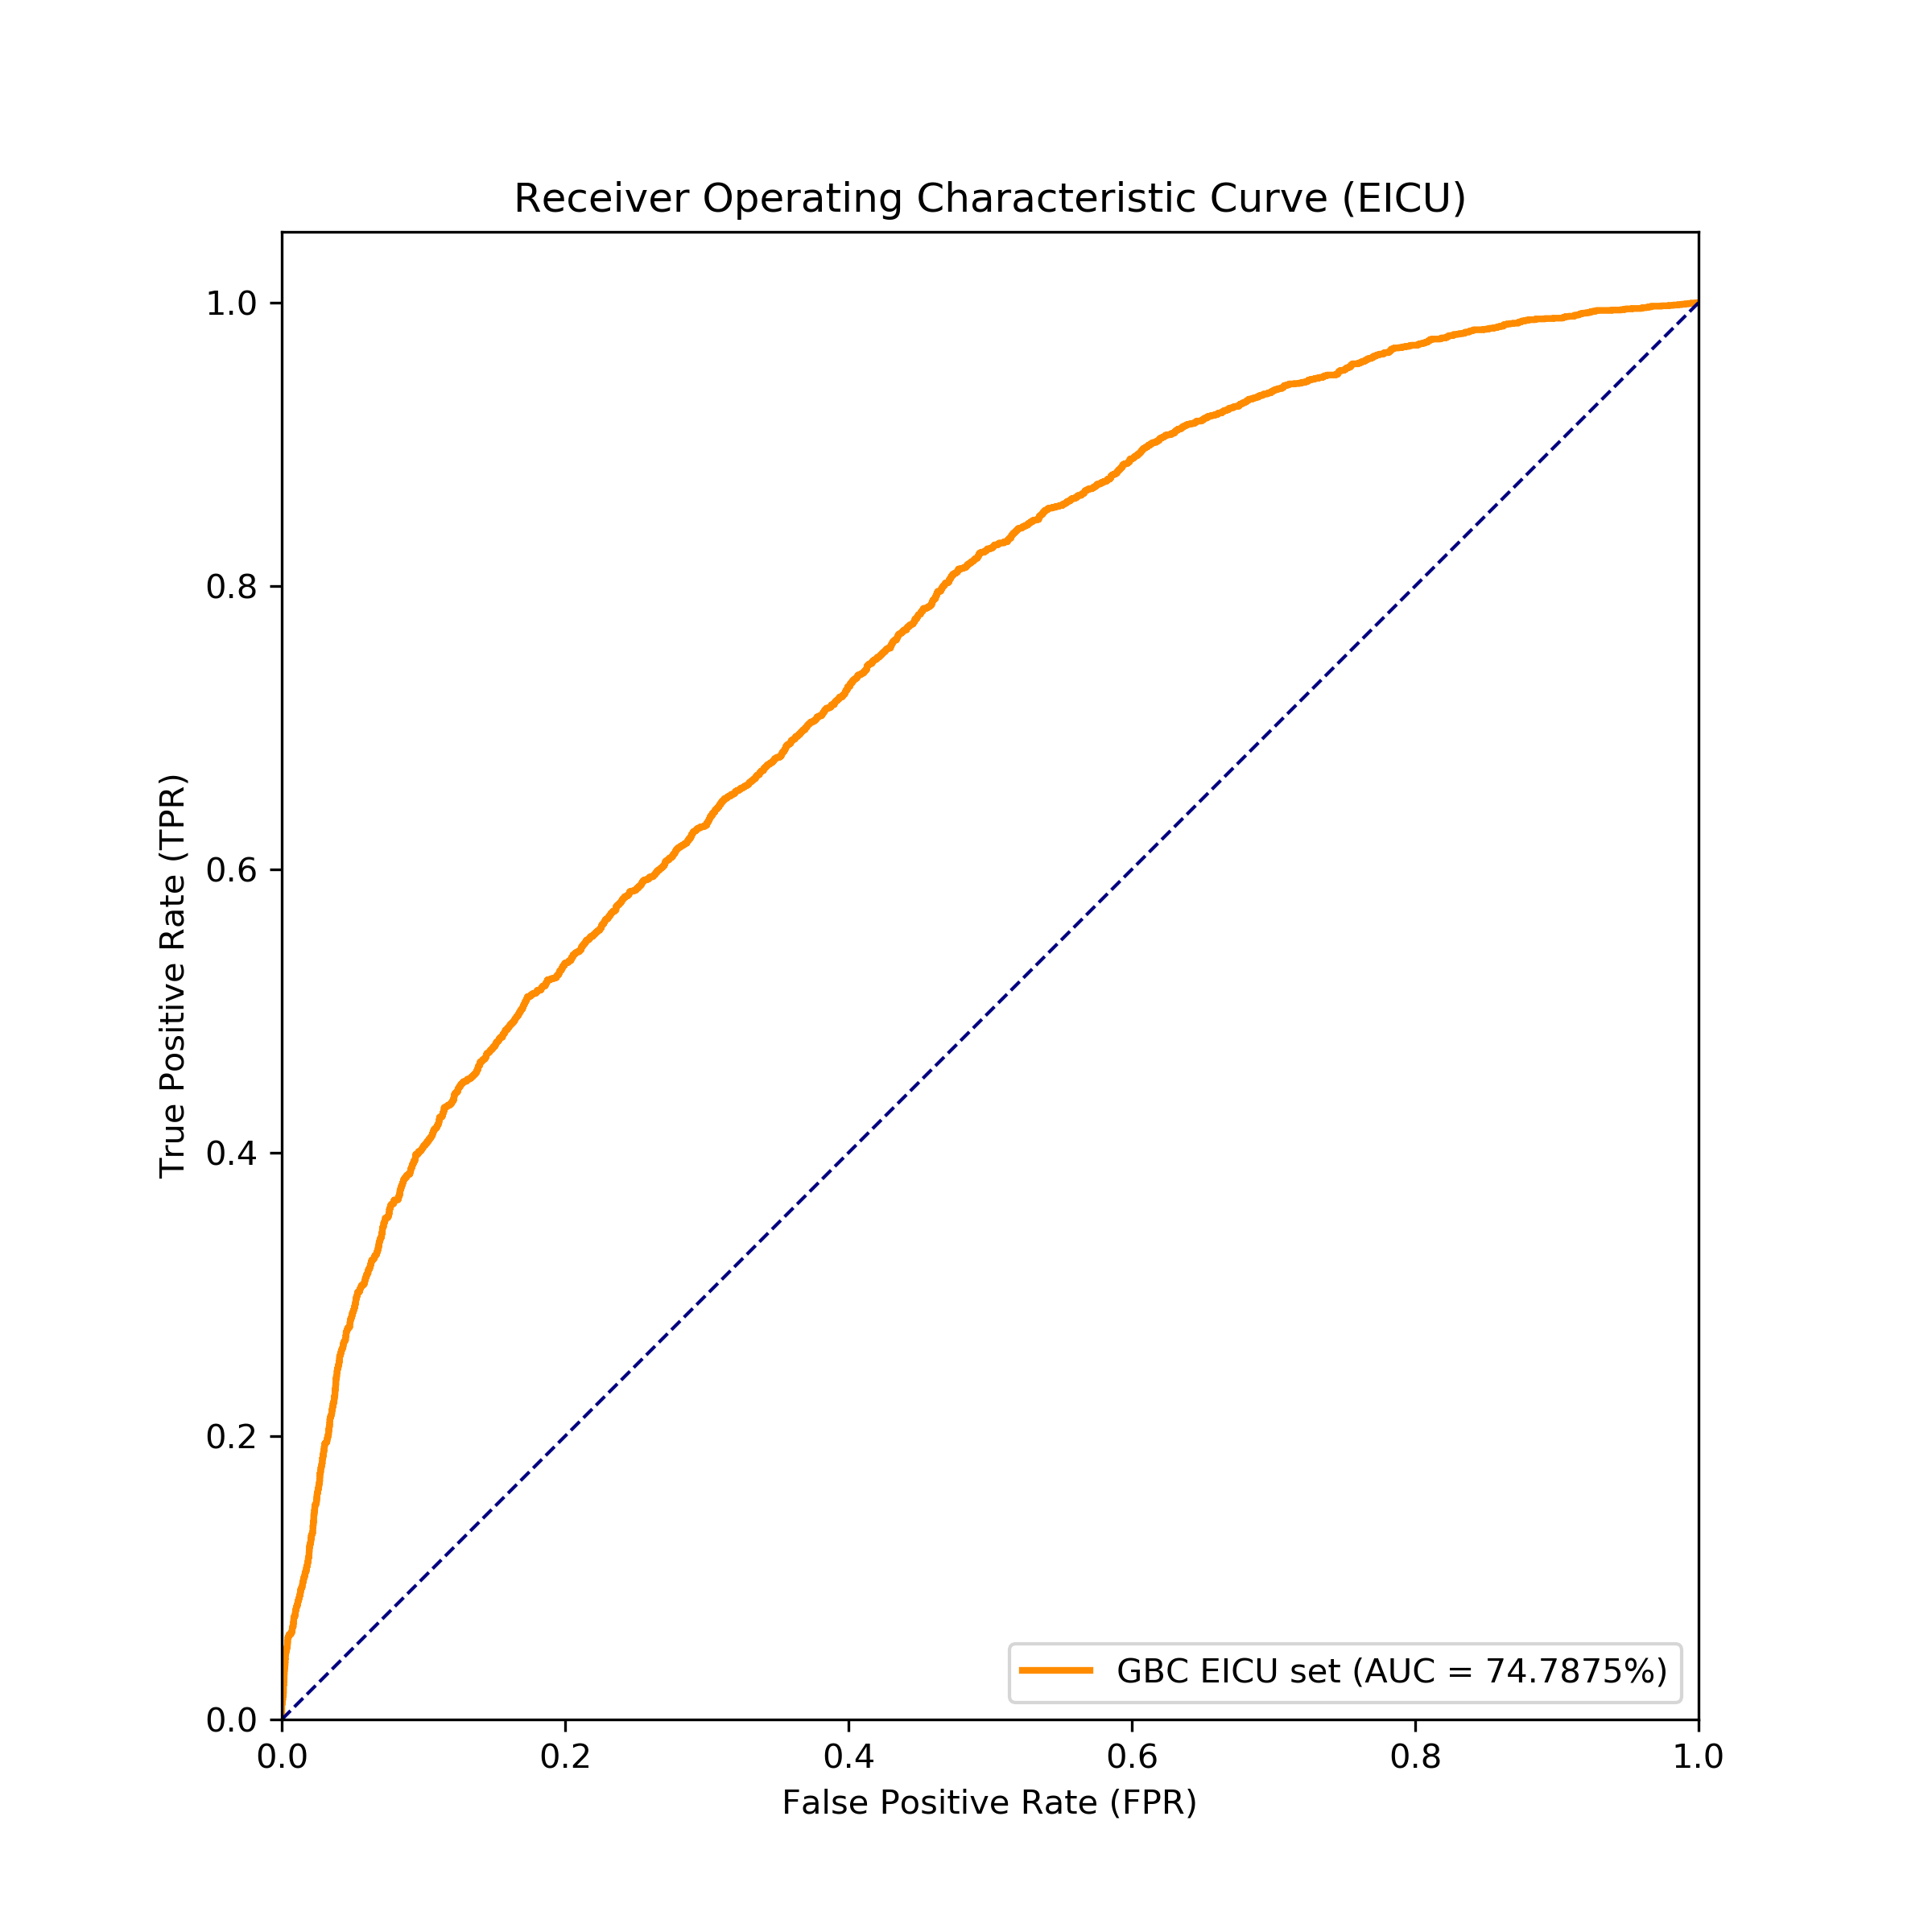 Receiver Operating Characteristic Curve (EICU)
True Positive Rate (TPR)
1.0
0.8
0.6
0.4
0.2
0.0
GBC EICU set (AUC = 74.7875%)
0.0 0.2 0.4 0.6 0.8 1.0
False Positive Rate (FPR)